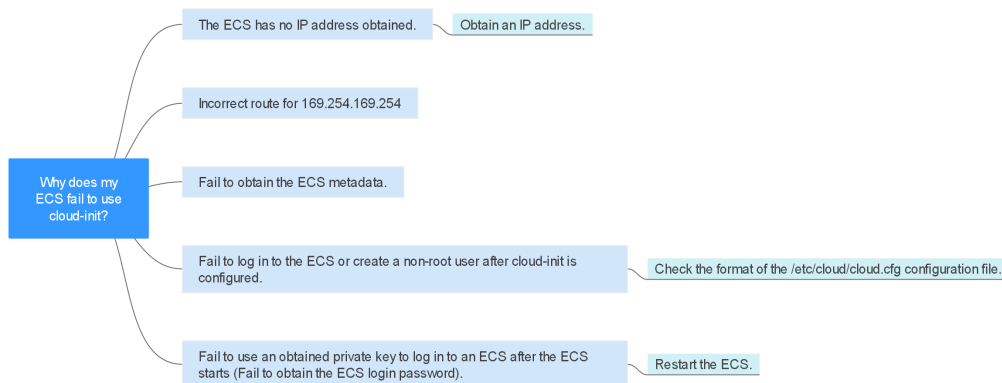 The ECS has no IP address obtained.
Obtain an IP address.
Incorrect route for 169.254.169.254
Why does my
ECS fail to use
cloud-init?
Fail to obtain the ECS metadata.
Fail to log in to the ECS or create a non-root user after cloud-init is
configured.
Check the format of the /etc/cloud/cloud.cfg configuration file.
Fail to use an obtained private key to log in to an ECS after the ECS
starts (Fail to obtain the ECS login password).
Restart the ECS.